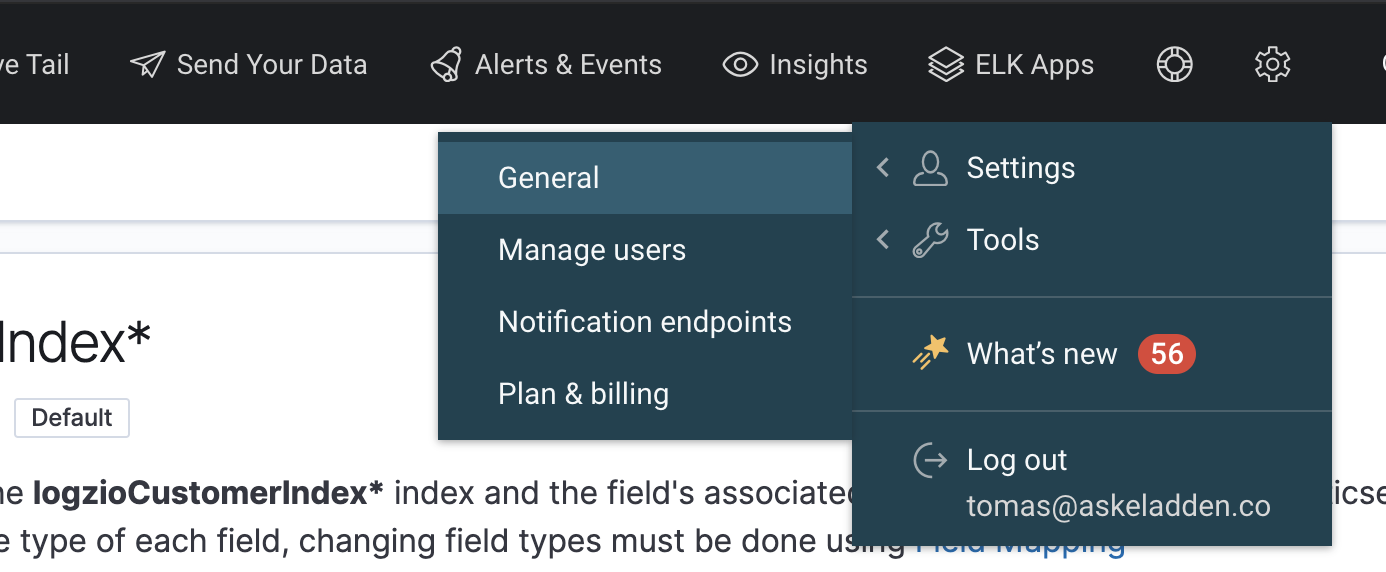 ve Tail Send Your Data Alerts & Events Insights ELK Apps
General
Manage users
Notification endpoints
Plan & billing
Settings
Tools
What's new 56
Log out
tomas@askeladden.co
Index*
Default
he logzioCustomerIndex* index and the field's associated
e type of each field, changing field types must be done using Field Mapping